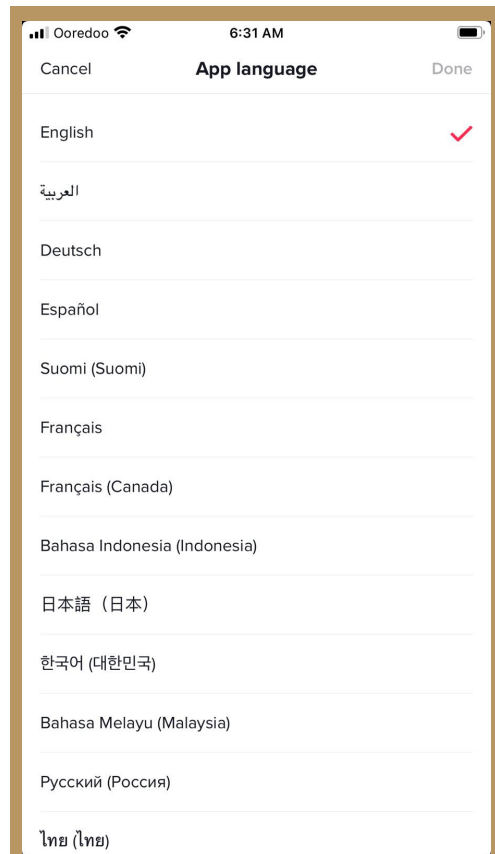 Ooredoo 6:31 AM
Cancel App language Done
English
العربية
Deutsch
Español
Suomi (Suomi)
Français
Français (Canada)
Bahasa Indonesia (Indonesia)
日本語（日本）
한국어 (대한민국)
Bahasa Melayu (Malaysia)
Русский (Россия)
ไทย (ไทย)